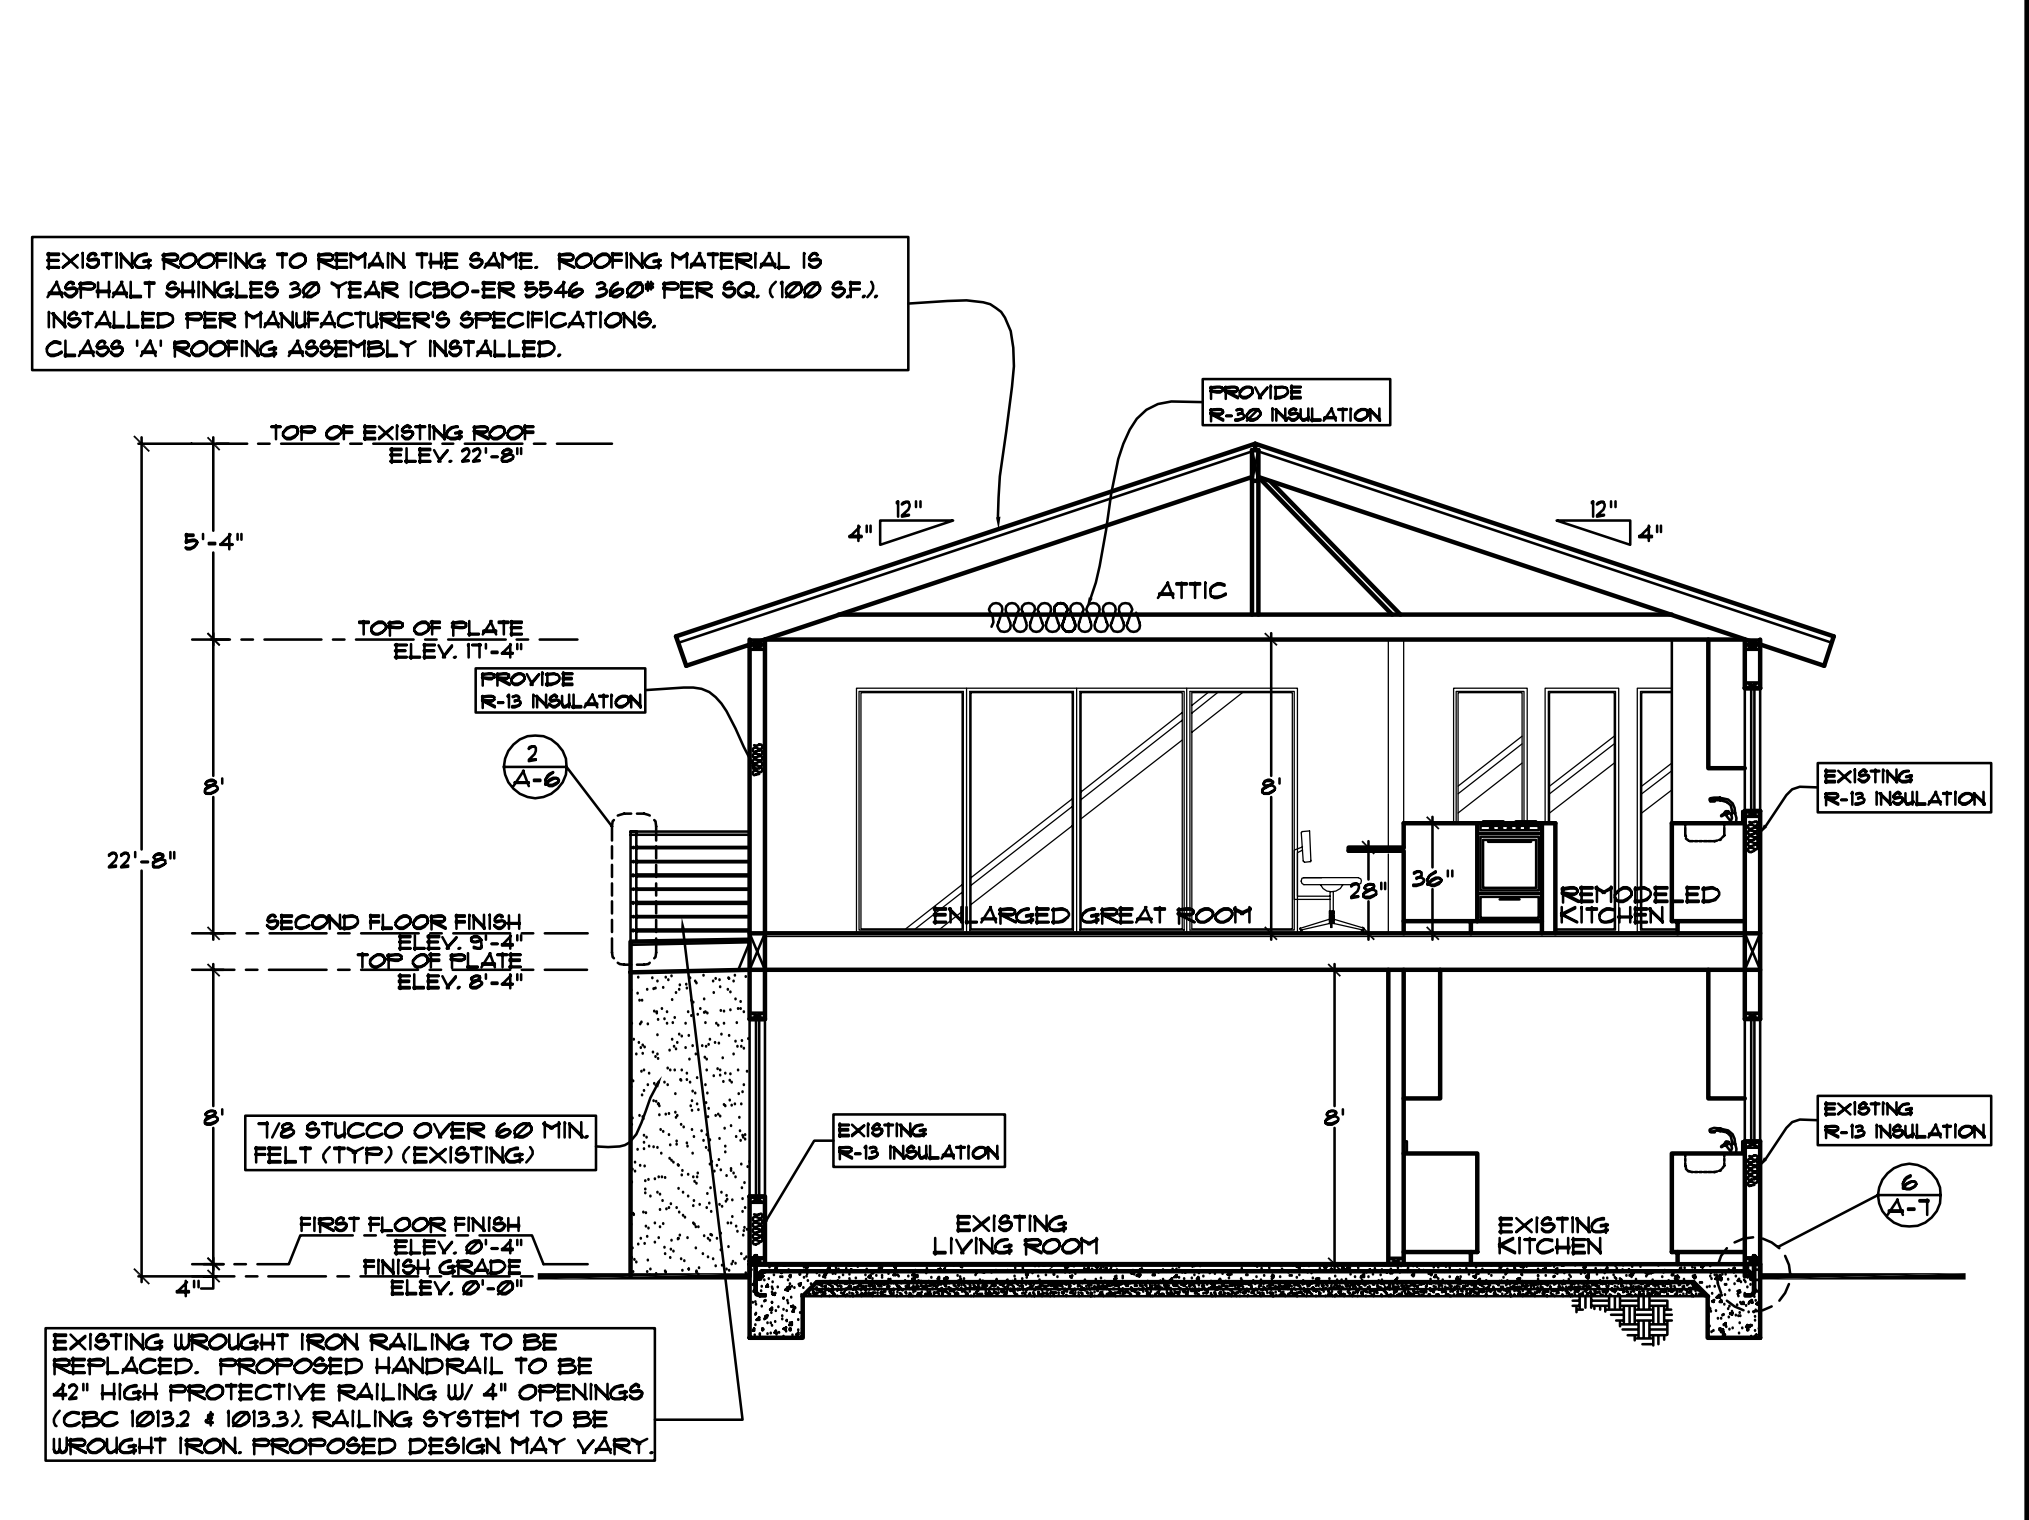 EXISTING ROOFING TO REMAIN THE SAME. ROOFING MATERIAL IS
ASPHALT SHINGLES 30 YEAR ICBO-ER 5546 360# PER SQ. (100 S.F.).
INSTALLED PER MANUFACTURER'S SPECIFICATIONS.
CLASS 'A' ROOFING ASSEMBLY INSTALLED.
PROVIDE
R-30 INSULATION
TOP OF EXISTING ROOF
ELEV. 22'-8"
12"
4"
12"
4"
5'-4"
ATTIC
TOP OF PLATE
ELEV. 17'-4"
PROVIDE
R-13 INSULATION
2
A-6
8'
8'
EXISTING
R-13 INSULATION
22'-8"
28"
36"
REMODELED
KITCHEN
ENLARGED GREAT ROOM
SECOND FLOOR FINISH
ELEV. 9'-4"
TOP OF PLATE
ELEV. 8'-4"
8'
8'
7/8 STUCCO OVER 60 MIN.
FELT (TYP) (EXISTING)
EXISTING
R-13 INSULATION
EXISTING
R-13 INSULATION
6
A-7
FIRST FLOOR FINISH
ELEV. 0'-4"
FINISH GRADE
ELEV. 0'-0"
4"
EXISTING
LIVING ROOM
EXISTING
KITCHEN
EXISTING WROUGHT IRON RAILING TO BE
REPLACED. PROPOSED HANDRAIL TO BE
42" HIGH PROTECTIVE RAILING W/ 4" OPENINGS
(CBC 1013.2 & 1013.3). RAILING SYSTEM TO BE
WROUGHT IRON. PROPOSED DESIGN MAY VARY.